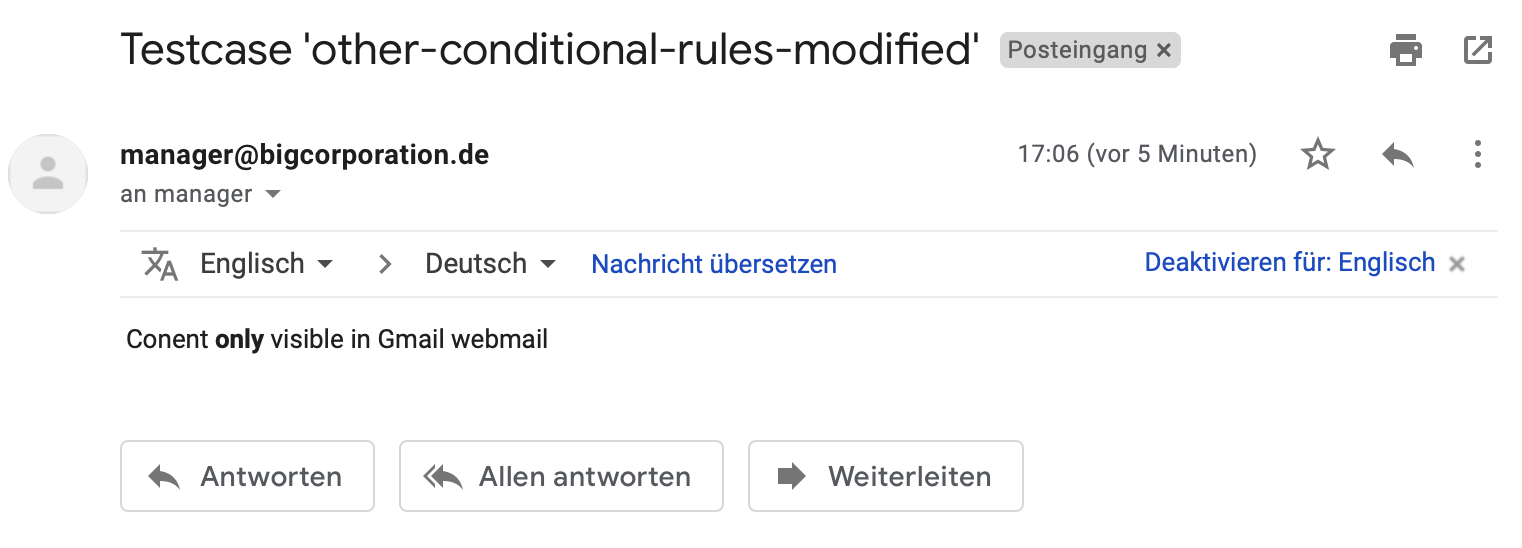 Testcase 'other-conditional-rules-modified' Posteingang ×
manager@bigcorporation.de 17:06 (vor 5 Minuten)
an manager
Englisch > Deutsch Nachricht übersetzen Deaktivieren für: Englisch ×
Conent only visible in Gmail webmail
Antworten Allen antworten Weiterleiten